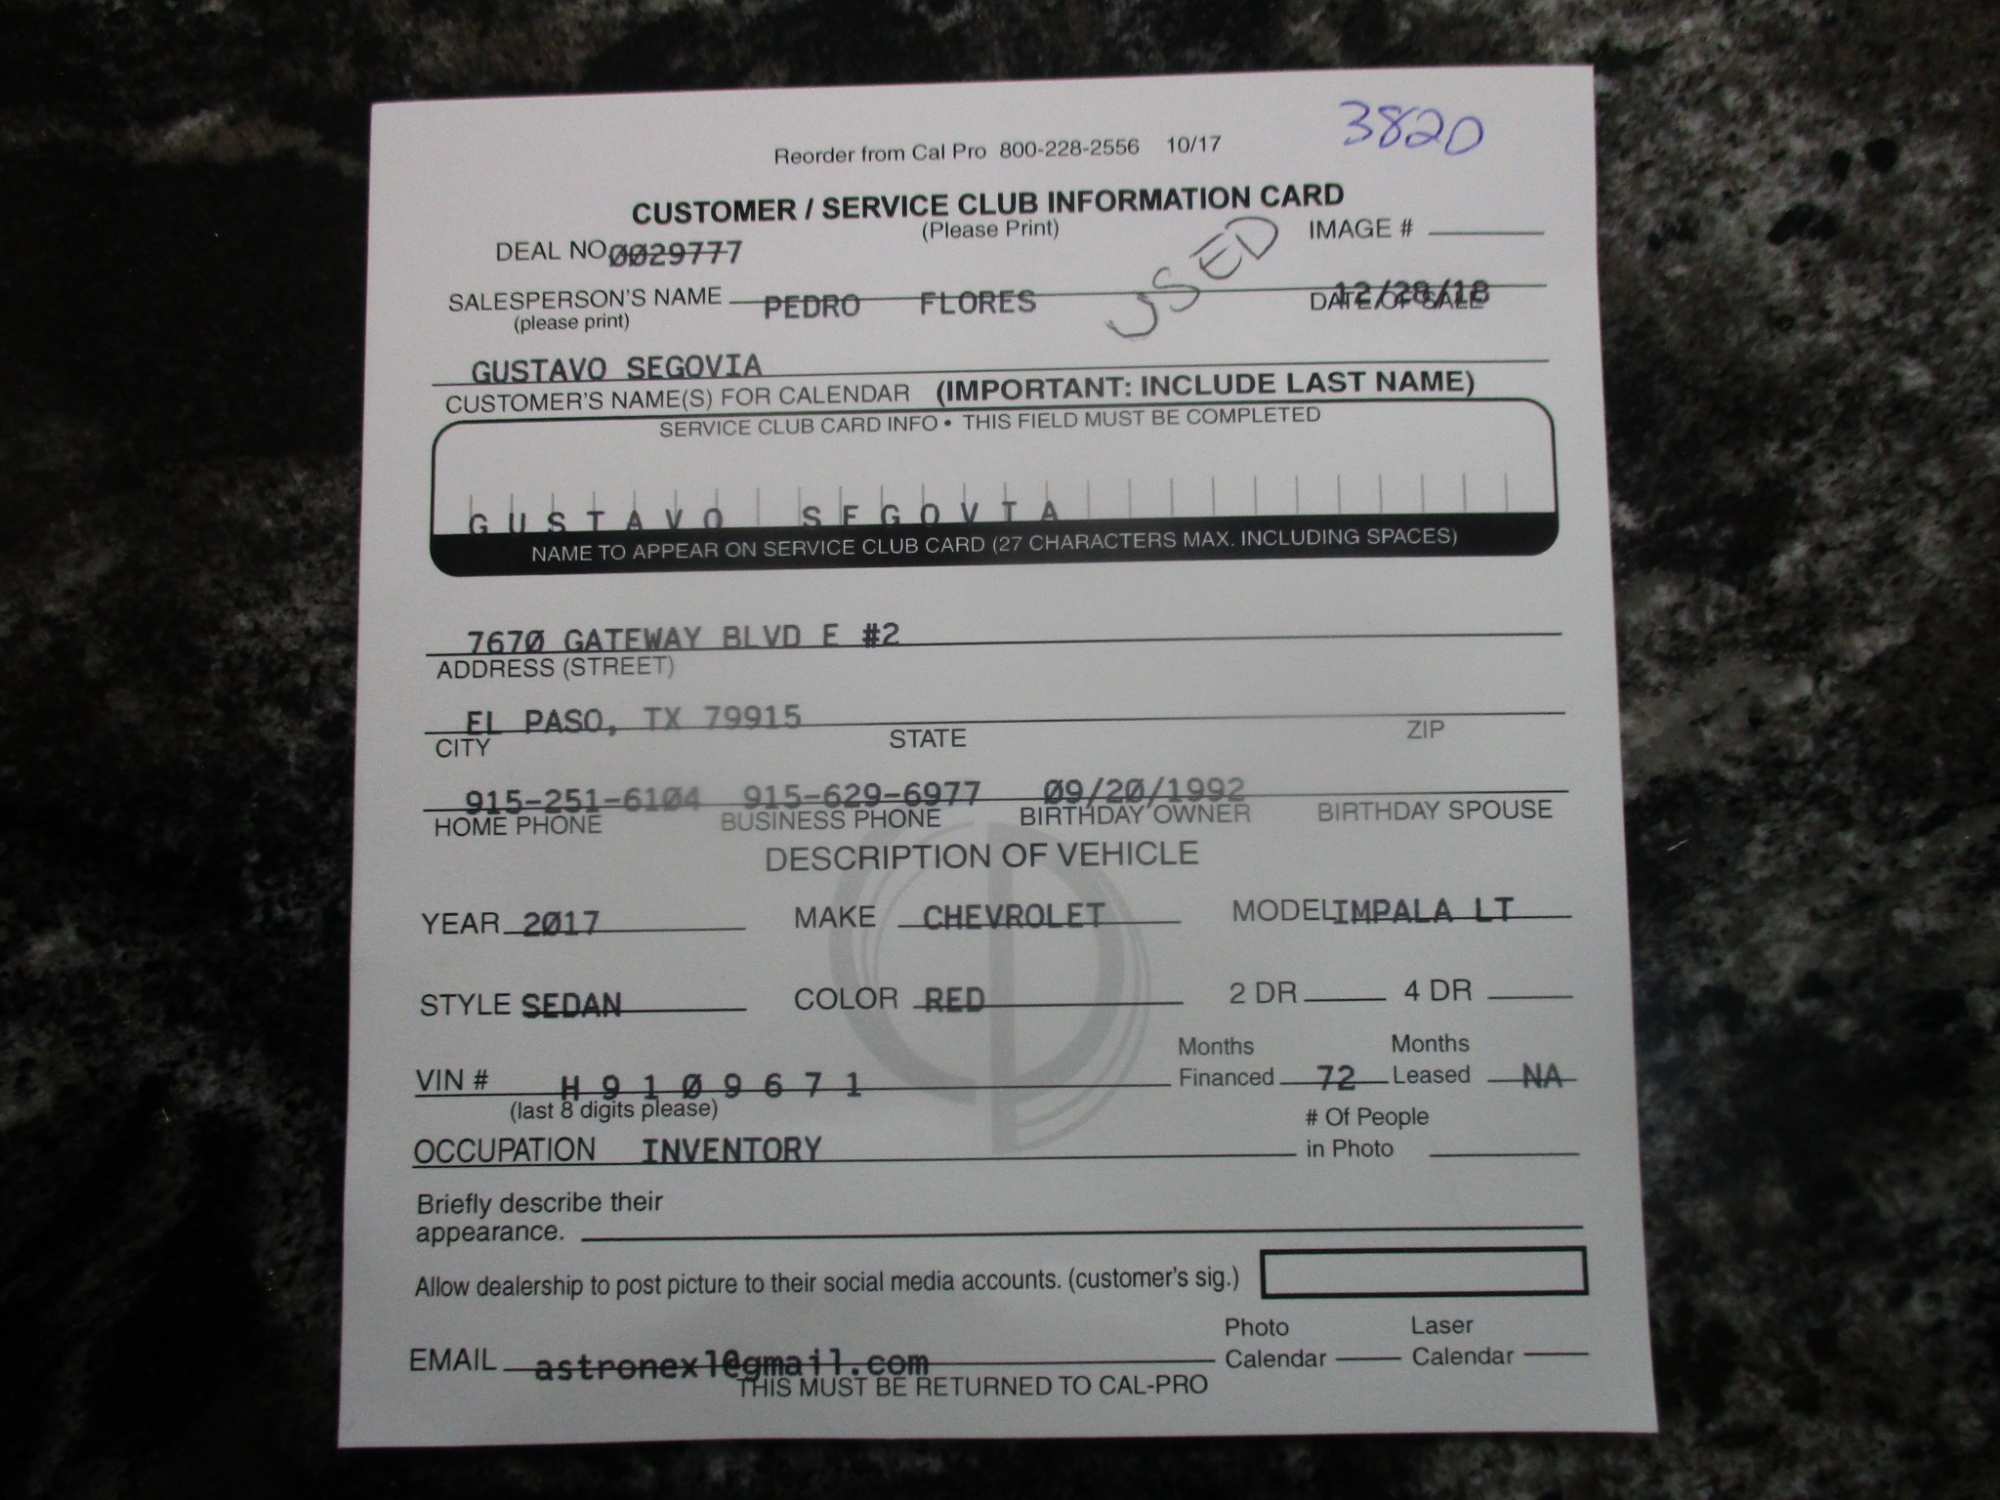 3820
Reorder from Cal Pro 800-228-2556 10/17
CUSTOMER / SERVICE CLUB INFORMATION CARD
(Please Print)
USED
IMAGE #
DEAL NO 0029777
SALESPERSON'S NAME PEDRO FLORES
(please print)
DATE OF SALE 12/28/18
GUSTAVO SEGOVIA
CUSTOMER'S NAME(S) FOR CALENDAR (IMPORTANT: INCLUDE LAST NAME)
SERVICE CLUB CARD INFO • THIS FIELD MUST BE COMPLETED
GUSTAVO SEGOVIA
NAME TO APPEAR ON SERVICE CLUB CARD (27 CHARACTERS MAX. INCLUDING SPACES)
7670 GATEWAY BLVD E #2
ADDRESS (STREET)
EL PASO, TX 79915
CITY STATE ZIP
915-251-6104 915-629-6977 09/20/1992
HOME PHONE BUSINESS PHONE BIRTHDAY OWNER BIRTHDAY SPOUSE
DESCRIPTION OF VEHICLE
YEAR 2017 MAKE CHEVROLET MODEL IMPALA LT
STYLE SEDAN COLOR RED 2 DR 4 DR
VIN # H9109671 Months Financed 72 Months Leased NA
(last 8 digits please)
OCCUPATION INVENTORY # Of People in Photo
Briefly describe their
appearance.
Allow dealership to post picture to their social media accounts. (customer's sig.)
EMAIL astronex1@gmail.com Photo Calendar Laser Calendar
THIS MUST BE RETURNED TO CAL-PRO